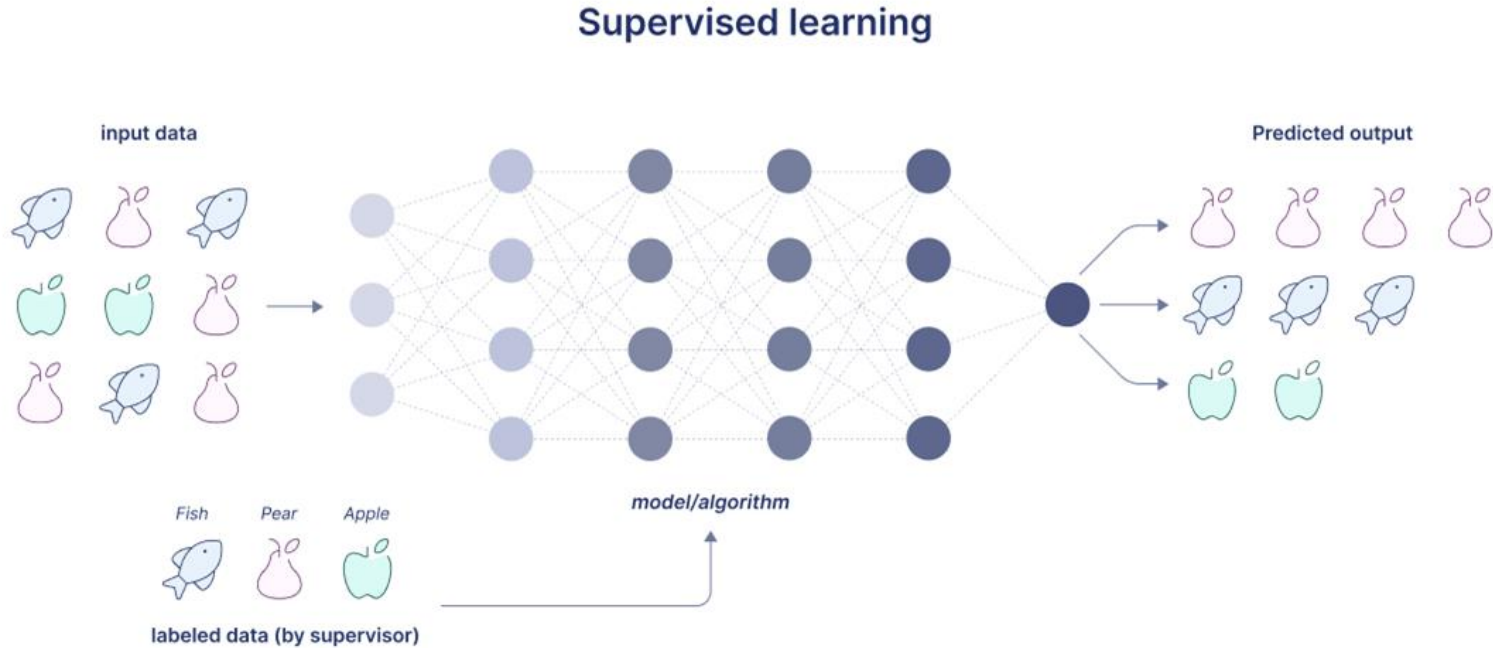 Supervised learning
input data
Predicted output
model/algorithm
Fish Pear Apple
labeled data (by supervisor)